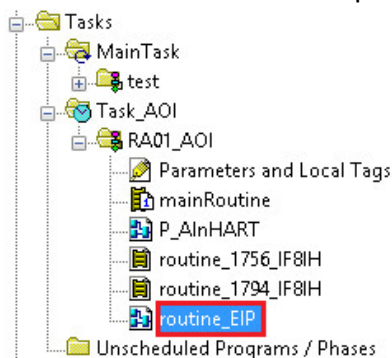 Tasks
MainTask
test
Task_AOI
RA01_AOI
Parameters and Local Tags
mainRoutine
P_AInHART
routine_1756_IF8IH
routine_1794_IF8IH
routine_EIP
Unscheduled Programs / Phases